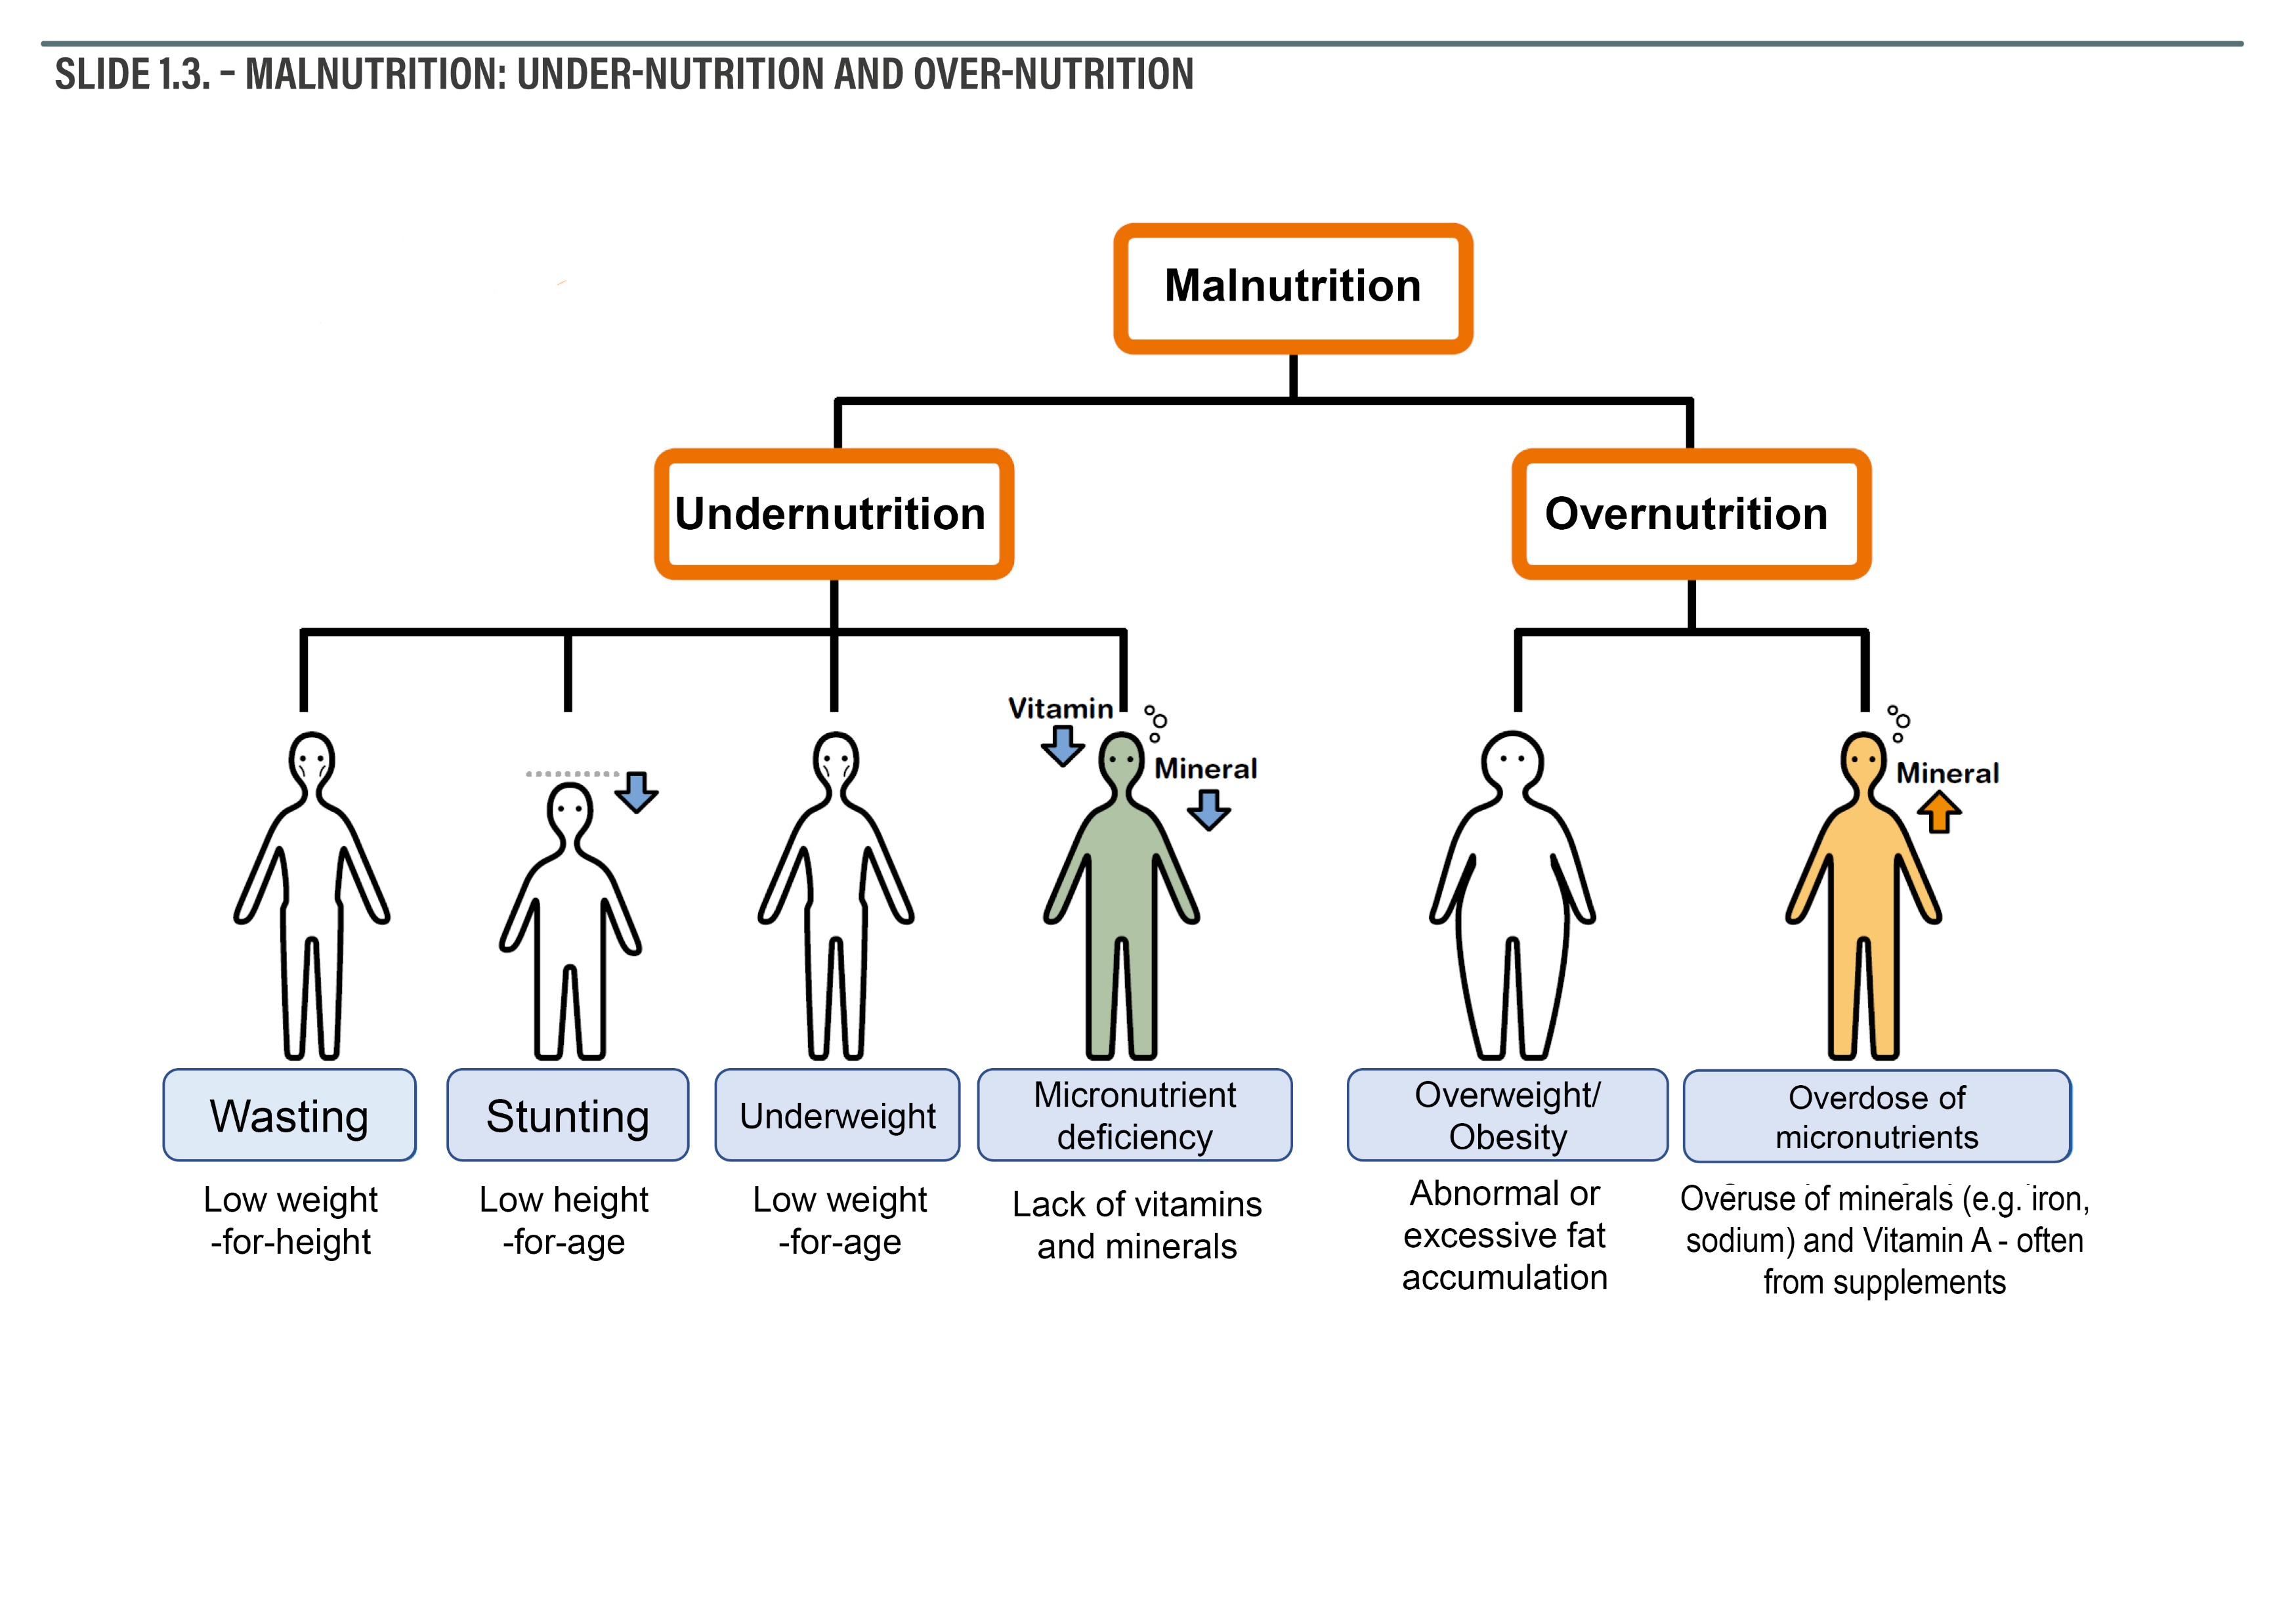 SLIDE 1.3. – MALNUTRITION: UNDER-NUTRITION AND OVER-NUTRITION
Malnutrition
Undernutrition
Overnutrition
Vitamin
Mineral
Mineral
Wasting
Low weight
-for-height
Stunting
Low height
-for-age
Underweight
Low weight
-for-age
Micronutrient
deficiency
Lack of vitamins
and minerals
Overweight/
Obesity
Abnormal or
excessive fat
accumulation
Overdose of
micronutrients
Overuse of minerals (e.g. iron,
sodium) and Vitamin A - often
from supplements